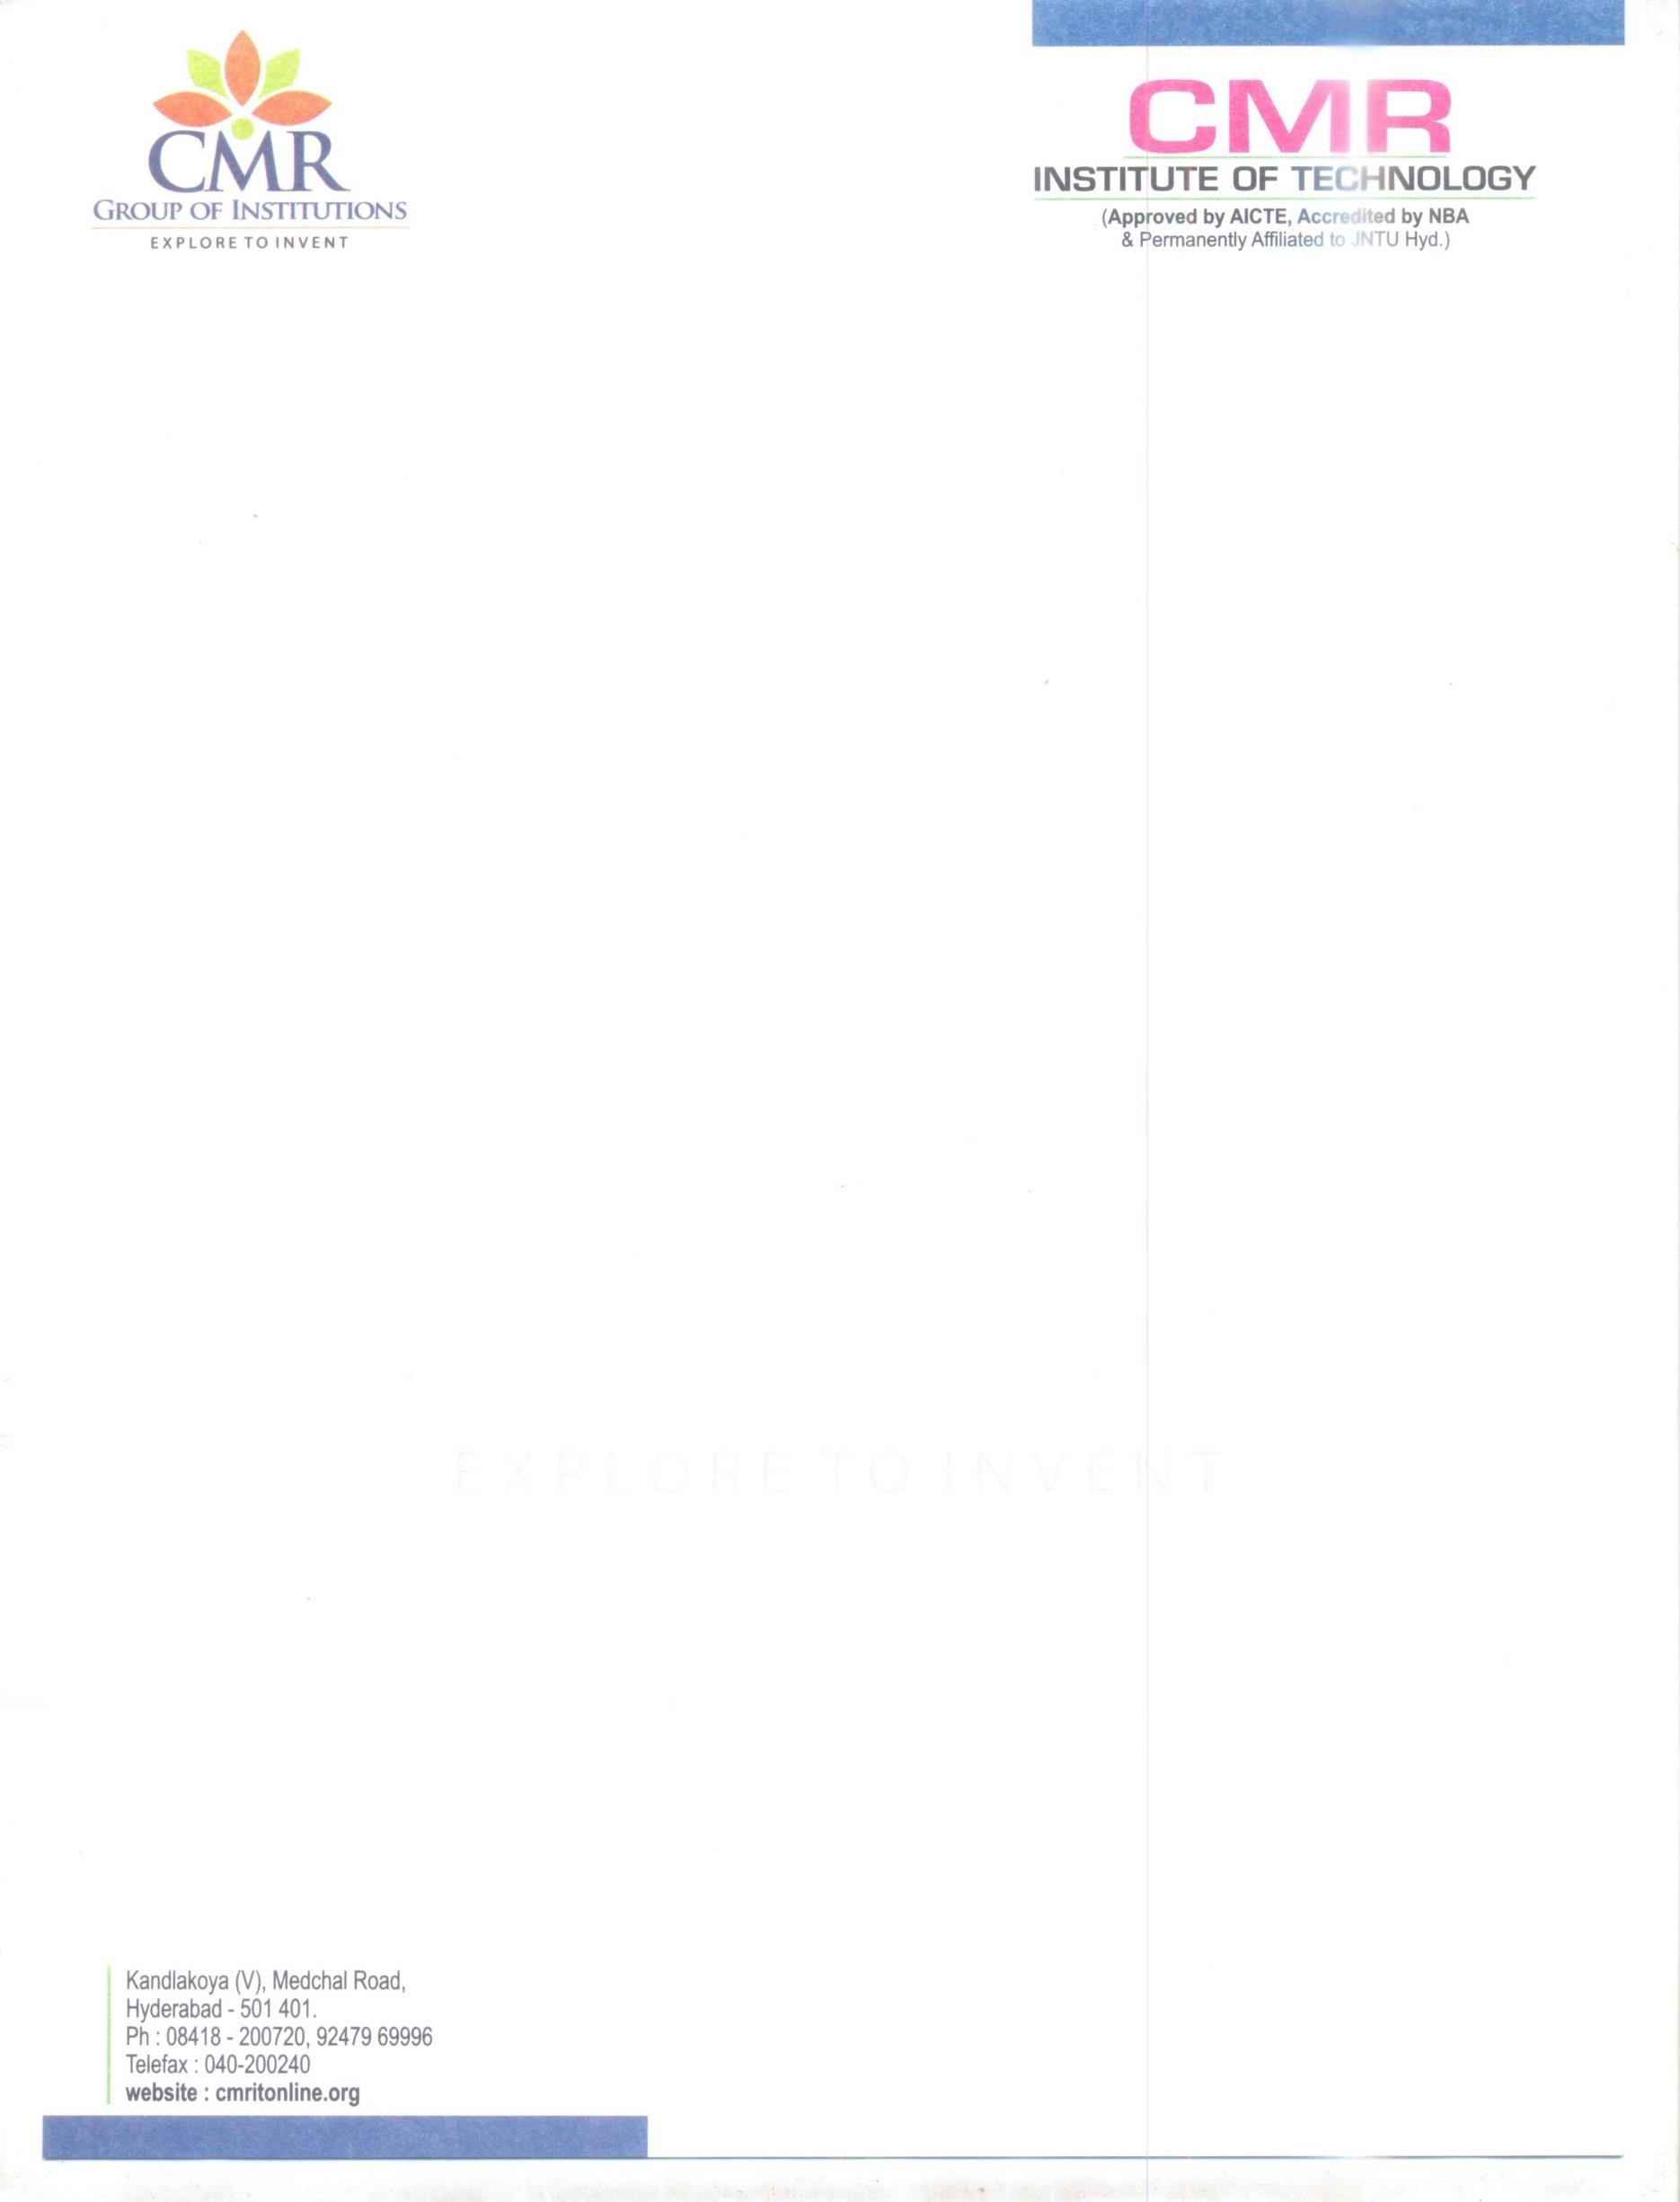 CMR
GROUP OF INSTITUTIONS
EXPLORE TO INVENT
CMR
INSTITUTE OF TECHNOLOGY
(Approved by AICTE, Accredited by NBA
& Permanently Affiliated to JNTU Hyd.)
EXPLORE TO INVENT
Kandlakoya (V), Medchal Road,
Hyderabad - 501 401.
Ph : 08418 - 200720, 92479 69996
Telefax : 040-200240
website : cmritonline.org